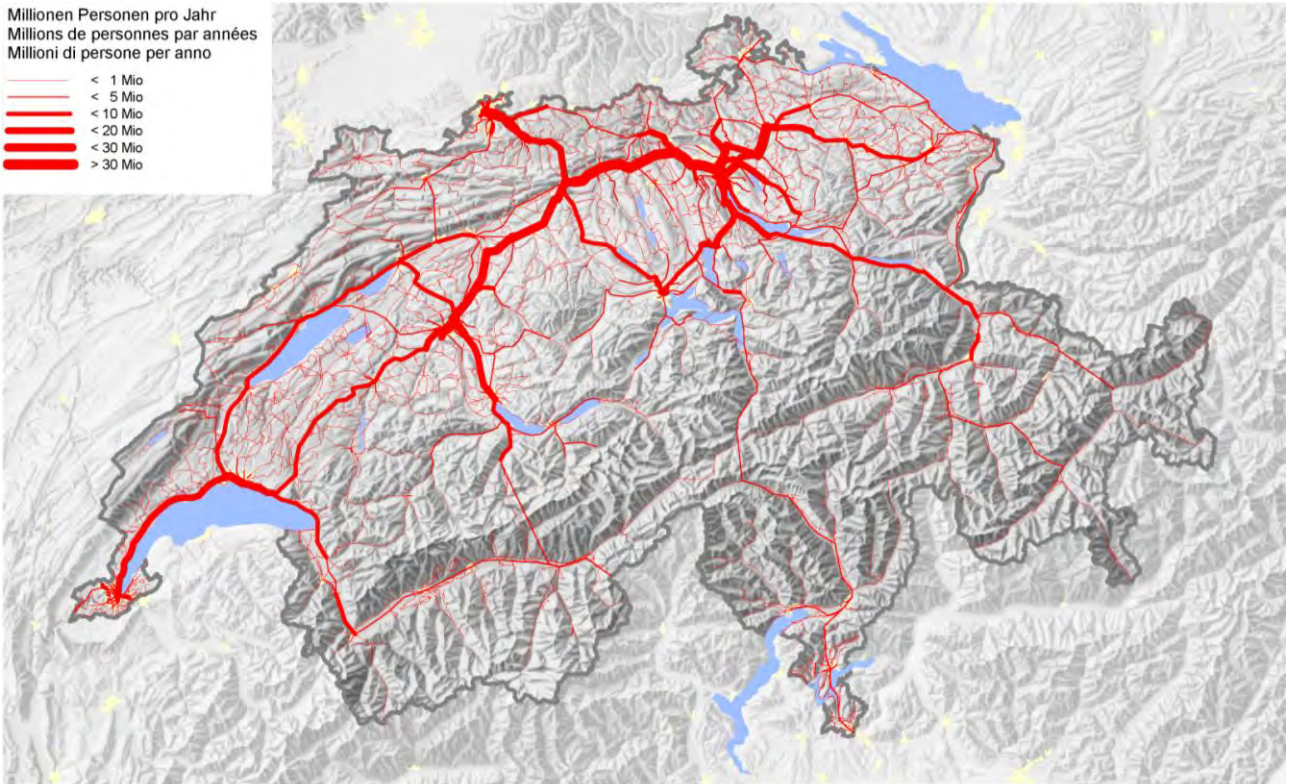 Millionen Personen pro Jahr
Millions de personnes par années
Millioni di persone per anno
< 1 Mio
< 5 Mio
< 10 Mio
< 20 Mio
< 30 Mio
> 30 Mio